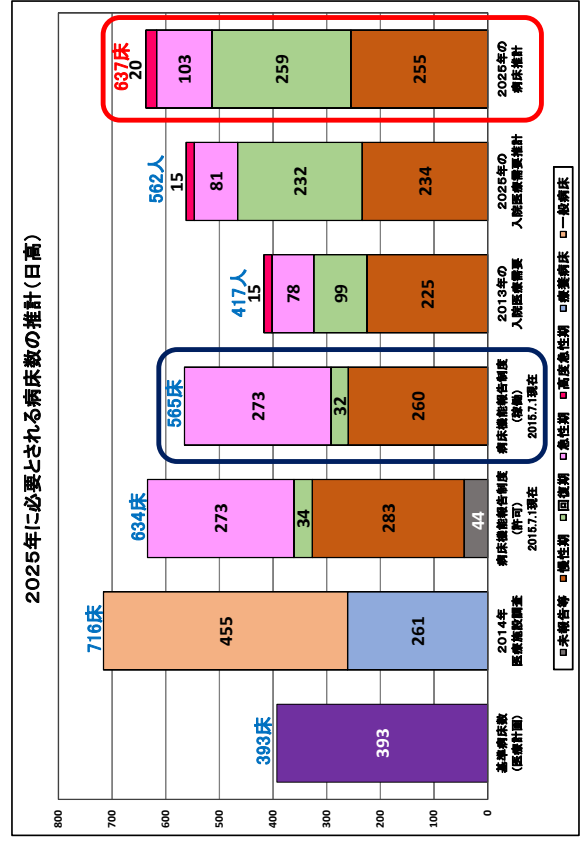 2025年に必要とされる病床数の推計(日高)
800
700
600
500
400
300
200
100
0
393床
393
基準病床数
(医療計画)
716床
455
261
2014年
医療施設調査
634床
273
34
283
44
病床機能報告制度
(許可)
2015.7.1現在
565床
273
32
260
病床機能報告制度
(稼働)
2015.7.1現在
417人
15
78
99
225
2013年の
入院医療需要
562人
15
81
232
234
2025年の
入院医療需要推計
637床
20
103
259
255
2025年の
病床推計
未報告等 慢性期 回復期 急性期 高度急性期 療養病床 一般病床